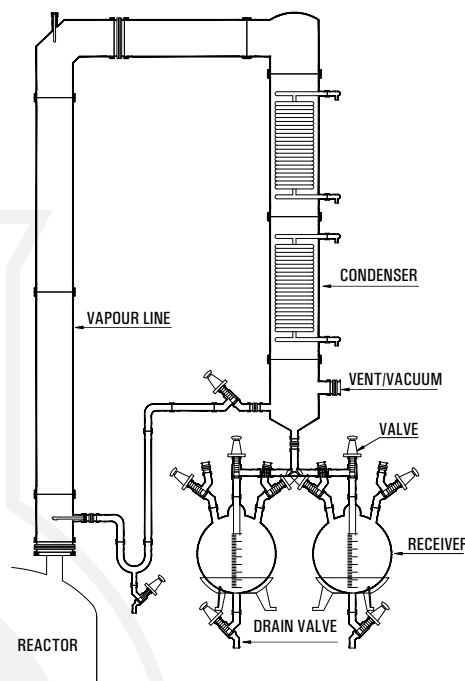 CONDENSER
VAPOUR LINE
VENT/VACUUM
VALVE
RECEIVER
DRAIN VALVE
REACTOR